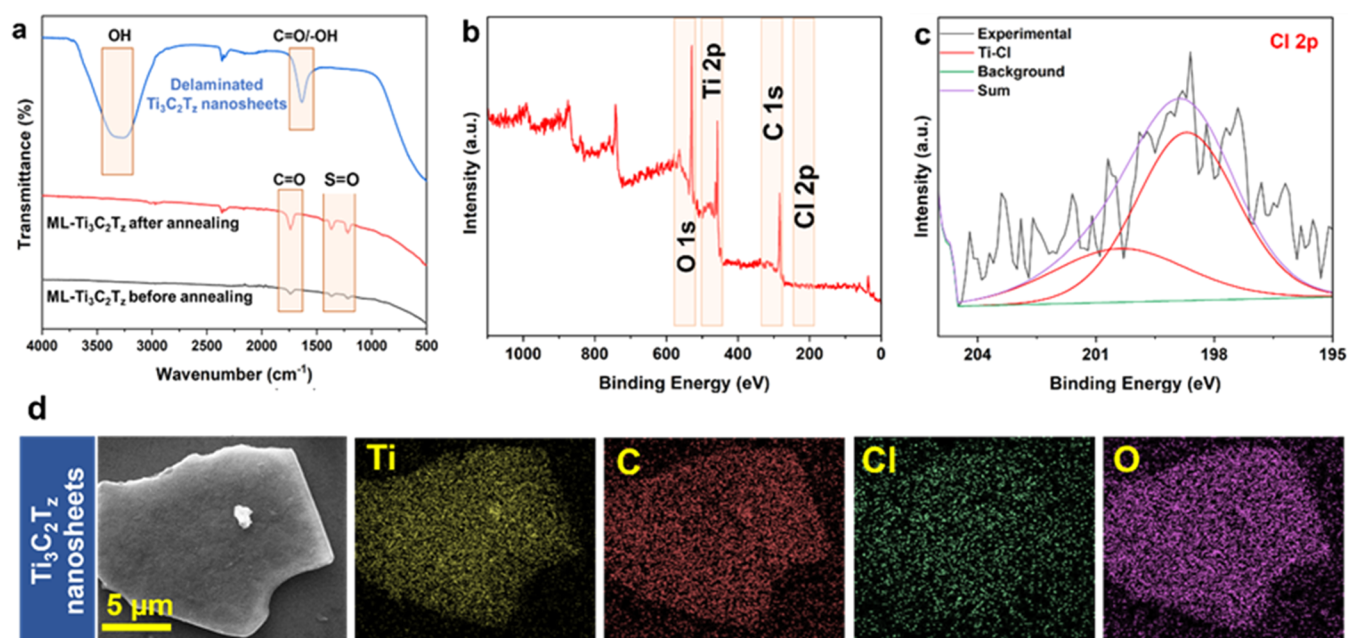 a
OH
C=O/-OH
Delaminated
Ti₃C₂T𝓏 nanosheets
C=O
S=O
ML-Ti₃C₂T𝓏 after annealing
ML-Ti₃C₂T𝓏 before annealing
Transmittance (%)
4000 3500 3000 2500 2000 1500 1000 500
Wavenumber (cm⁻¹)
b
O 1s
Ti 2p
C 1s
Cl 2p
Intensity (a.u.)
1000 800 600 400 200 0
Binding Energy (eV)
c
Experimental
Ti-Cl
Background
Sum
Cl 2p
Intensity (a.u.)
204 201 198 195
Binding Energy (eV)
d
Ti₃C₂T𝓏
nanosheets
5 μm
Ti
C
Cl
O